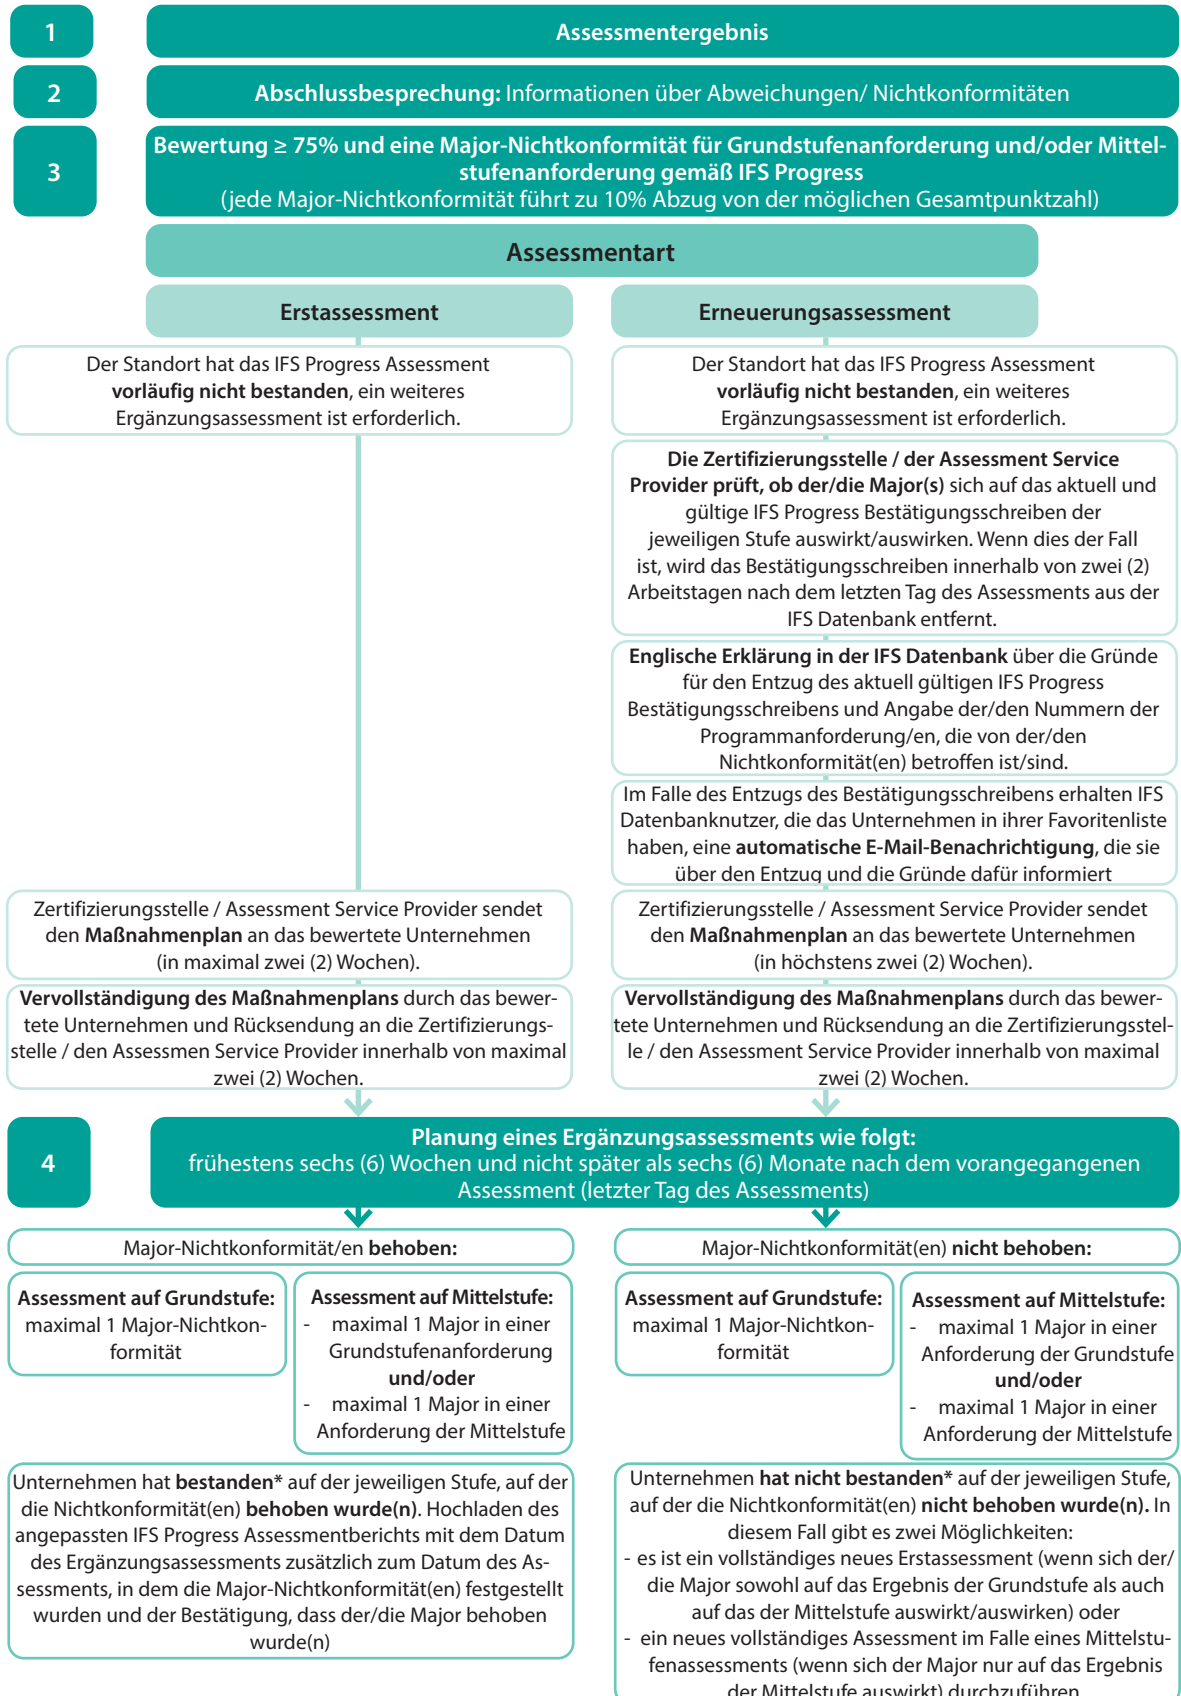 1
Assessmentergebnis
2
Abschlussbesprechung: Informationen über Abweichungen/ Nichtkonformitäten
3
Bewertung ≥ 75% und eine Major-Nichtkonformität für Grundstufenanforderung und/oder Mittel-
stufenanforderung gemäß IFS Progress
(jede Major-Nichtkonformität führt zu 10% Abzug von der möglichen Gesamtpunktzahl)
Assessmentart
Erstassessment
Der Standort hat das IFS Progress Assessment
vorläufig nicht bestanden, ein weiteres
Ergänzungsassessment ist erforderlich.
Zertifizierungsstelle / Assessment Service Provider sendet
den Maßnahmenplan an das bewertete Unternehmen
(in maximal zwei (2) Wochen).
Vervollständigung des Maßnahmenplans durch das bewer-
tete Unternehmen und Rücksendung an die Zertifizierungs-
stelle / den Assessmen Service Provider innerhalb von maximal
zwei (2) Wochen.
Erneuerungsassessment
Der Standort hat das IFS Progress Assessment
vorläufig nicht bestanden, ein weiteres
Ergänzungsassessment ist erforderlich.
Die Zertifizierungsstelle / der Assessment Service
Provider prüft, ob der/die Major(s) sich auf das aktuell und
gültige IFS Progress Bestätigungsschreiben der
jeweiligen Stufe auswirkt/auswirken. Wenn dies der Fall
ist, wird das Bestätigungsschreiben innerhalb von zwei (2)
Arbeitstagen nach dem letzten Tag des Assessments aus der
IFS Datenbank entfernt.
Englische Erklärung in der IFS Datenbank über die Gründe
für den Entzug des aktuell gültigen IFS Progress
Bestätigungsschreibens und Angabe der/den Nummern der
Programmanforderung/en, die von der/den
Nichtkonformität(en) betroffen ist/sind.
Im Falle des Entzugs des Bestätigungsschreibens erhalten IFS
Datenbanknutzer, die das Unternehmen in ihrer Favoritenliste
haben, eine automatische E-Mail-Benachrichtigung, die sie
über den Entzug und die Gründe dafür informiert
Zertifizierungsstelle / Assessment Service Provider sendet
den Maßnahmenplan an das bewertete Unternehmen
(in höchstens zwei (2) Wochen).
Vervollständigung des Maßnahmenplans durch das bewer-
tete Unternehmen und Rücksendung an die Zertifizierungsstel-
le / den Assessment Service Provider innerhalb von maximal
zwei (2) Wochen.
4
Planung eines Ergänzungsassessments wie folgt:
frühestens sechs (6) Wochen und nicht später als sechs (6) Monate nach dem vorangegangenen
Assessment (letzter Tag des Assessments)
Major-Nichtkonformität/en behoben:
Assessment auf Grundstufe:
maximal 1 Major-Nichtkon-
formität
Assessment auf Mittelstufe:
- maximal 1 Major in einer
Grundstufenanforderung
und/oder
- maximal 1 Major in einer
Anforderung der Mittelstufe
Unternehmen hat bestanden* auf der jeweiligen Stufe, auf der
die Nichtkonformität(en) behoben wurde(n). Hochladen des
angepassten IFS Progress Assessmentberichts mit dem Datum
des Ergänzungsassessments zusätzlich zum Datum des As-
sessments, in dem die Major-Nichtkonformität(en) festgestellt
wurden und der Bestätigung, dass der/die Major behoben
wurde(n)
Major-Nichtkonformität(en) nicht behoben:
Assessment auf Grundstufe:
maximal 1 Major-Nichtkon-
formität
Assessment auf Mittelstufe:
- maximal 1 Major in einer
Anforderung der Grundstufe
und/oder
- maximal 1 Major in einer
Anforderung der Mittelstufe
Unternehmen hat nicht bestanden* auf der jeweiligen Stufe,
auf der die Nichtkonformität(en) nicht behoben wurde(n). In
diesem Fall gibt es zwei Möglichkeiten:
- es ist ein vollständiges neues Erstassessment (wenn sich der/
die Major sowohl auf das Ergebnis der Grundstufe als auch
auf das der Mittelstufe auswirkt/auswirken) oder
- ein neues vollständiges Assessment im Falle eines Mittelstu-
fenassessments (wenn sich der Major nur auf das Ergebnis
der Mittelstufe auswirkt) durchzuführen